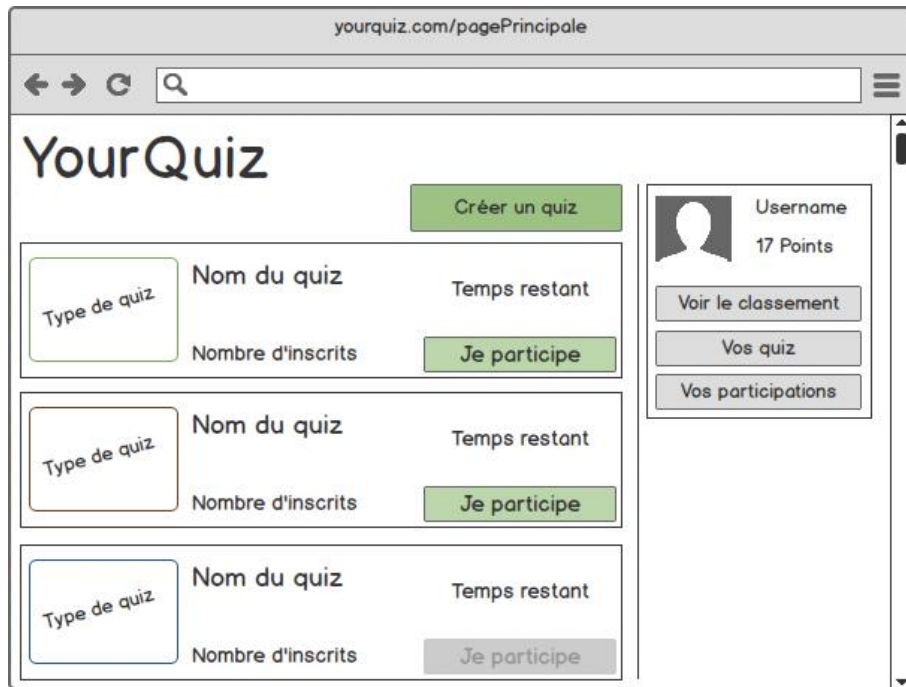 yourquiz.com/pagePrincipale
YourQuiz
Créer un quiz
Type de quiz
Nom du quiz
Temps restant
Nombre d'inscrits
Je participe
Type de quiz
Nom du quiz
Temps restant
Nombre d'inscrits
Je participe
Type de quiz
Nom du quiz
Temps restant
Nombre d'inscrits
Je participe
Username
17 Points
Voir le classement
Vos quiz
Vos participations